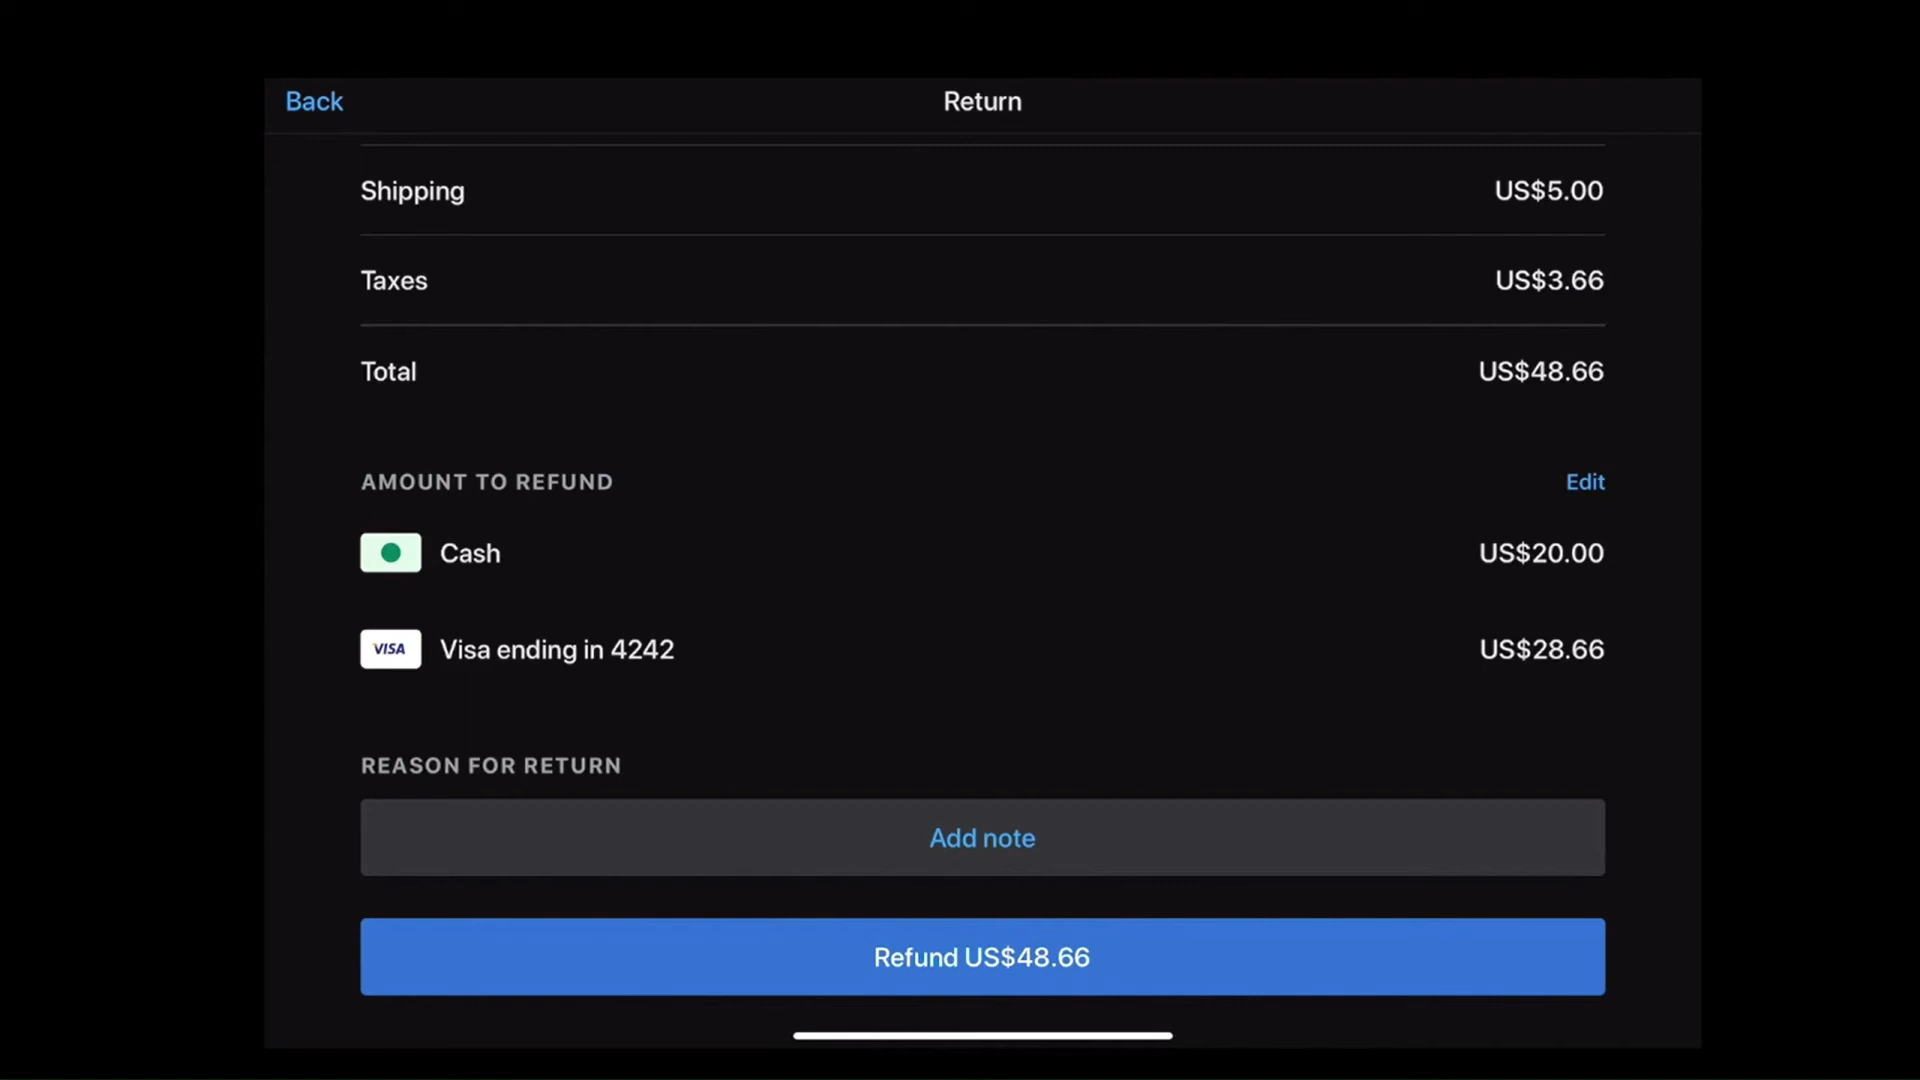 Back
Return
Shipping US$5.00
Taxes US$3.66
Total US$48.66
AMOUNT TO REFUND Edit
Cash US$20.00
VISA Visa ending in 4242 US$28.66
REASON FOR RETURN
Add note
Refund US$48.66